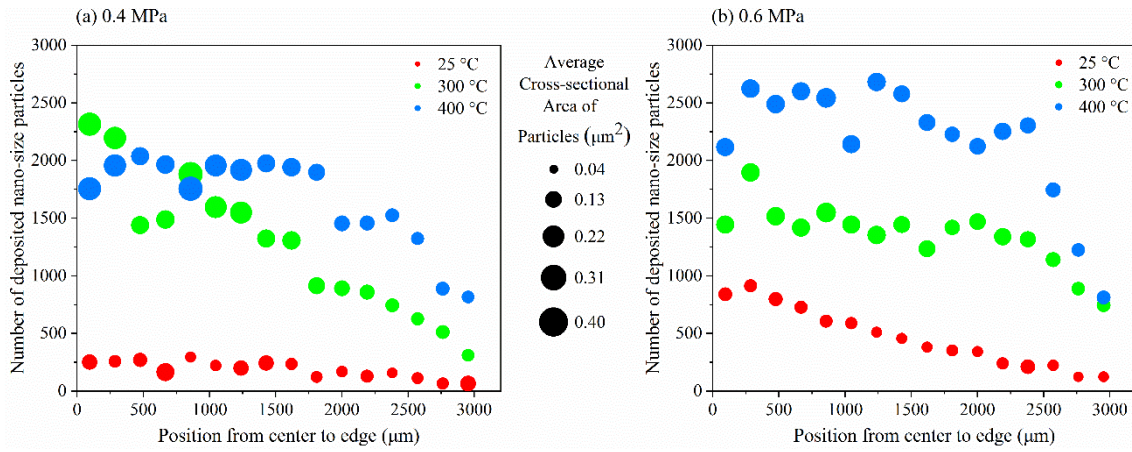 (a) 0.4 MPa
Number of deposited nano-size particles
3000
2500
2000
1500
1000
500
0
0 500 1000 1500 2000 2500 3000
Position from center to edge (μm)
25 °C
300 °C
400 °C
Average
Cross-sectional
Area of
Particles (μm²)
0.04
0.13
0.22
0.31
0.40
(b) 0.6 MPa
Number of deposited nano-size particles
3000
2500
2000
1500
1000
500
0
0 500 1000 1500 2000 2500 3000
Position from center to edge (μm)
25 °C
300 °C
400 °C